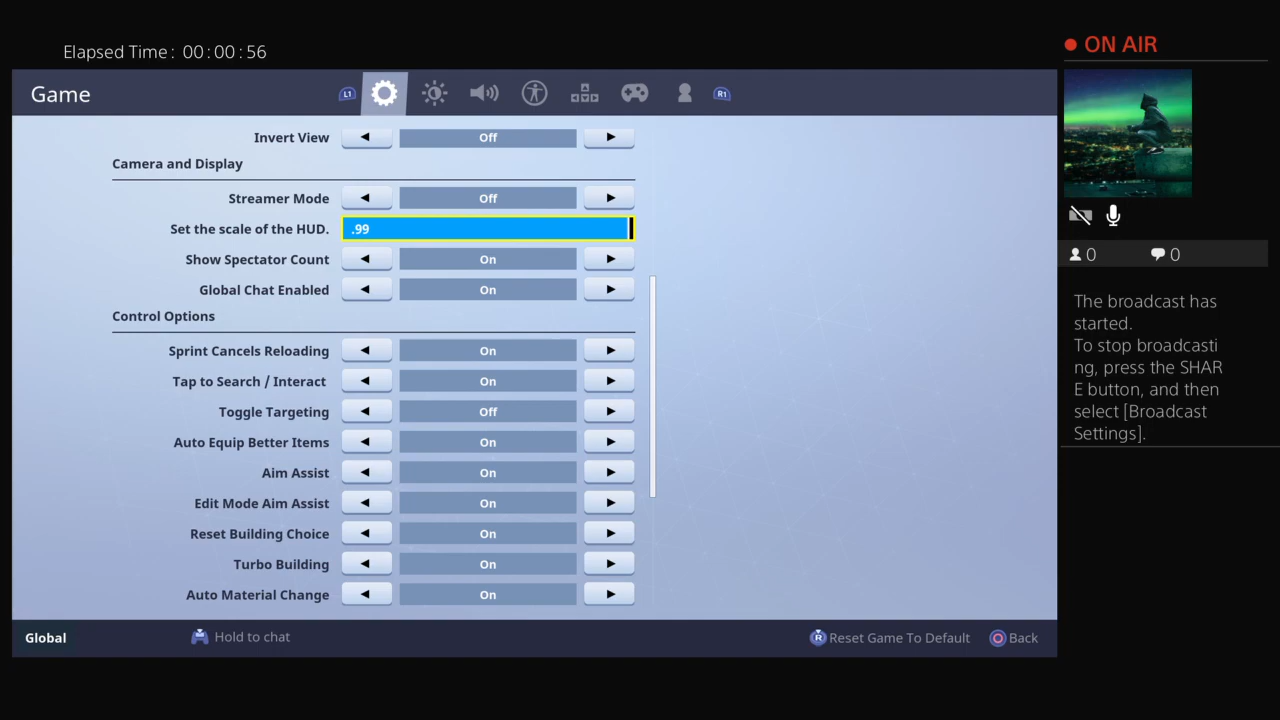 Elapsed Time: 00:00:56
ON AIR
Game
L1
R1
Invert View Off
Camera and Display
Streamer Mode Off
Set the scale of the HUD. .99
Show Spectator Count On
Global Chat Enabled On
Control Options
Sprint Cancels Reloading On
Tap to Search / Interact On
Toggle Targeting Off
Auto Equip Better Items On
Aim Assist On
Edit Mode Aim Assist On
Reset Building Choice On
Turbo Building On
Auto Material Change On
Global
Hold to chat
R Reset Game To Default
Back
0 0
The broadcast has
started.
To stop broadcasti
ng, press the SHAR
E button, and then
select [Broadcast
Settings].